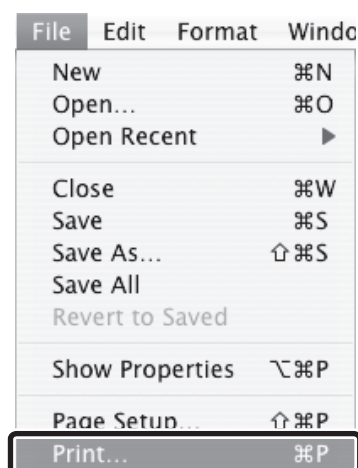 File Edit Format Windo
New ⌘N
Open... ⌘O
Open Recent ▶
Close ⌘W
Save ⌘S
Save As... ⇧⌘S
Save All
Revert to Saved
Show Properties ⌥⌘P
Page Setup... ⇧⌘P
Print... ⌘P